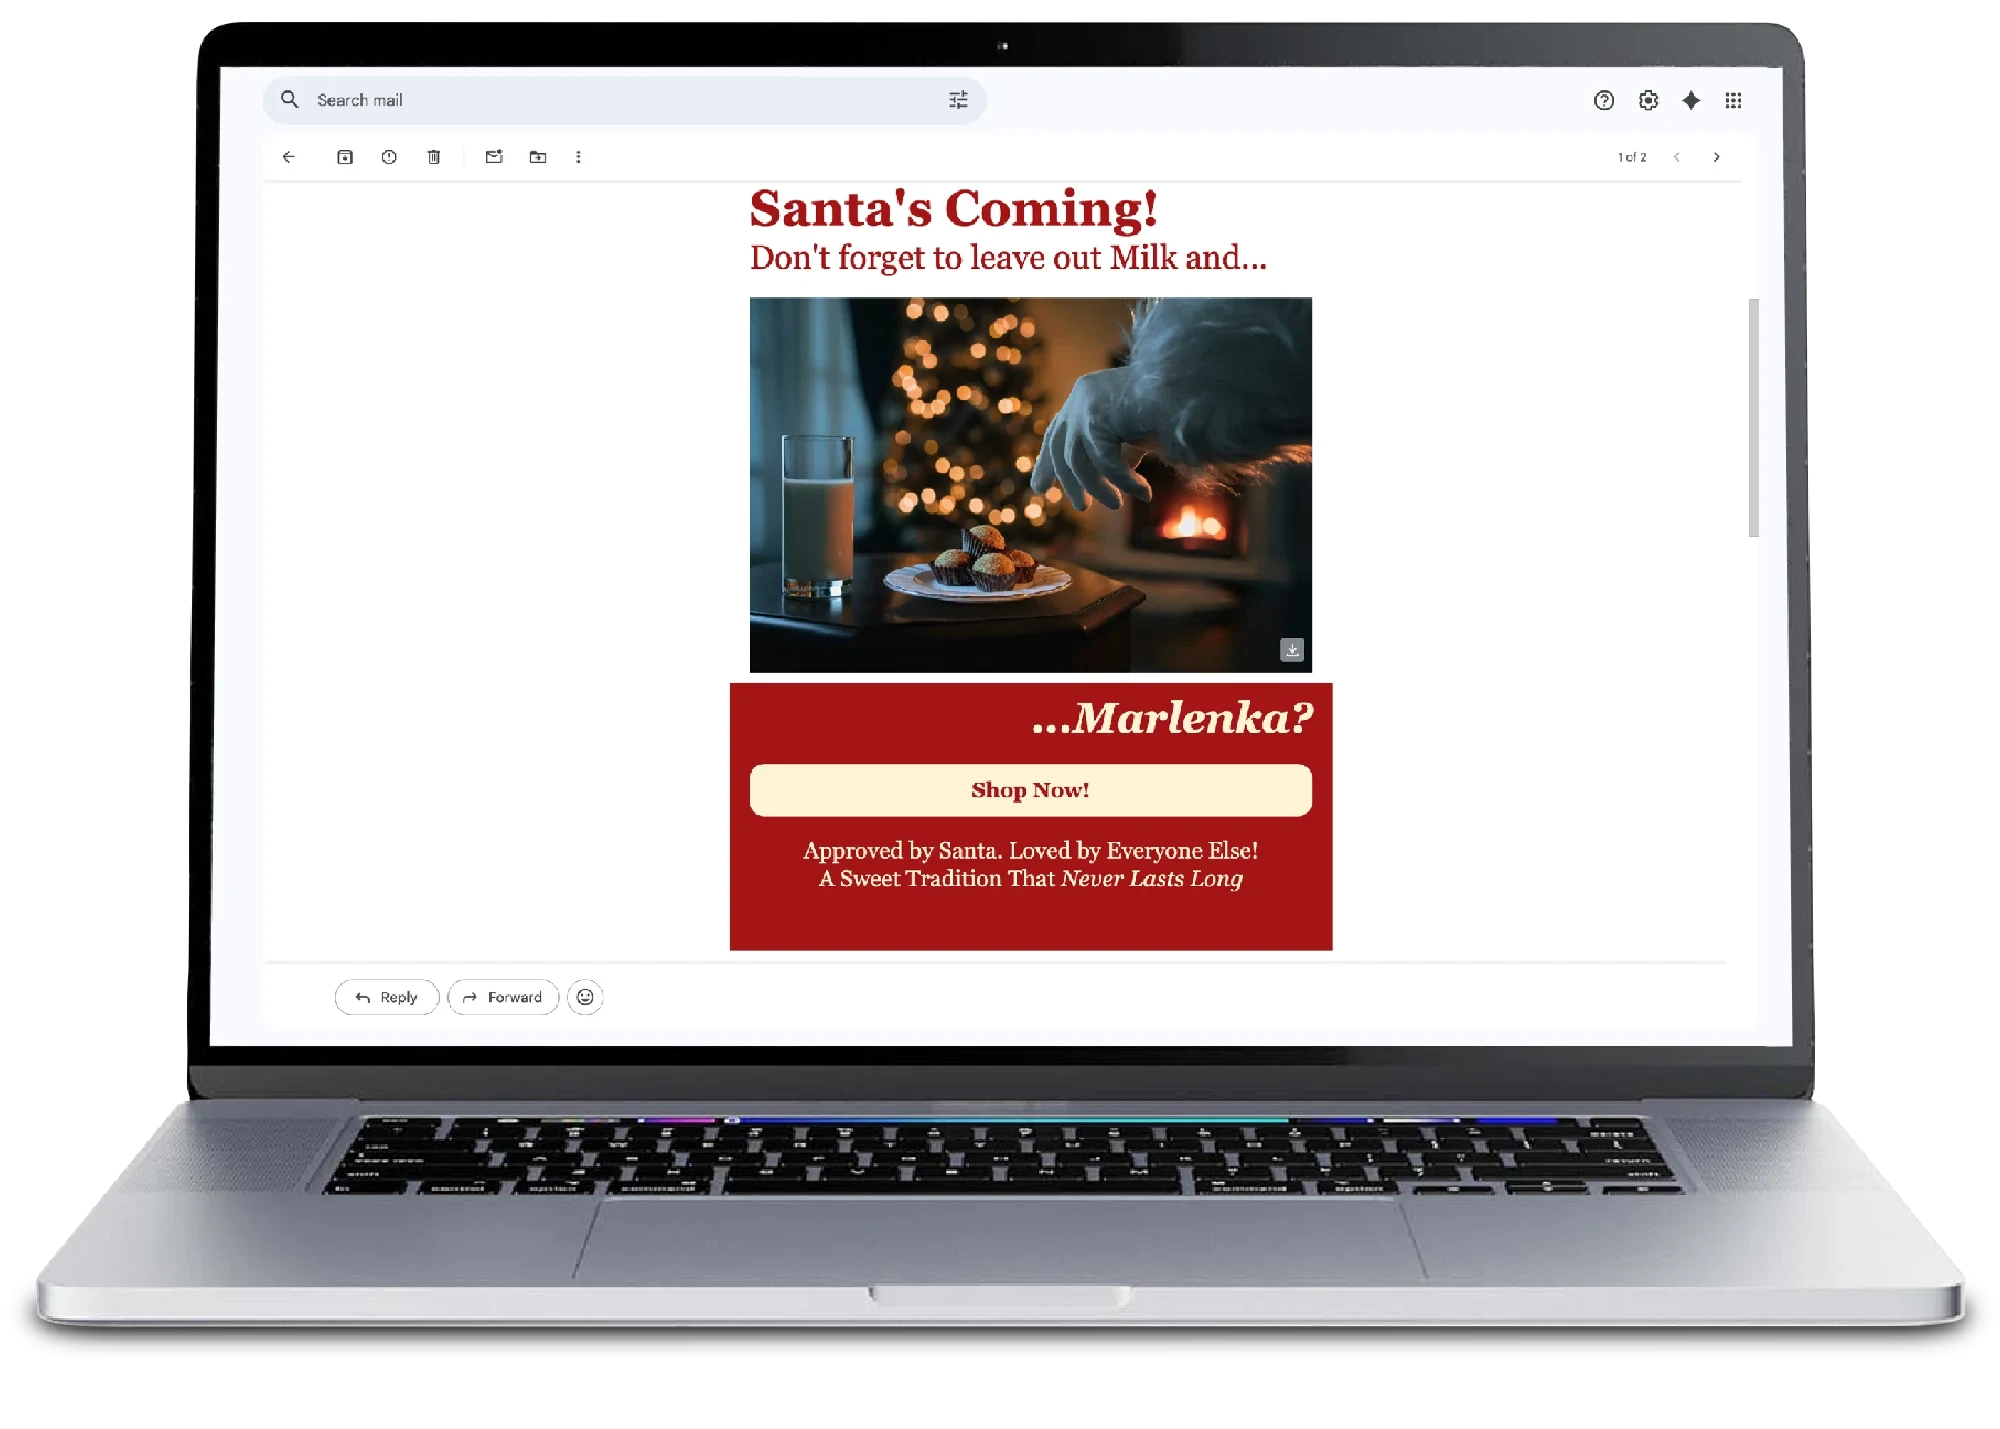 Search mail
1 of 2
Santa's Coming!
Don't forget to leave out Milk and...
...Marlenka?
Shop Now!
Approved by Santa. Loved by Everyone Else!
A Sweet Tradition That Never Lasts Long
Reply
Forward